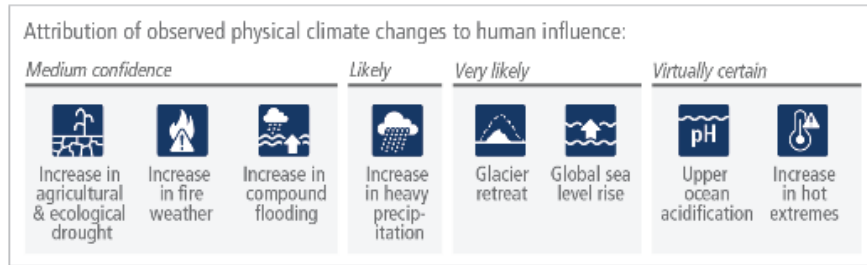 Attribution of observed physical climate changes to human influence:
Medium confidence
Likely
Very likely
Virtually certain
Increase in
agricultural
& ecological
drought
Increase
in fire
weather
Increase in
compound
flooding
Increase
in heavy
precip-
itation
Glacier
retreat
Global sea
level rise
pH
Upper
ocean
acidification
Increase
in hot
extremes